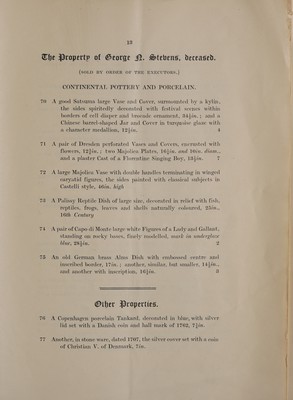 12
The Property of George N. Stevens, deceased.
[SOLD BY ORDER OF THE EXECUTORS.]
CONTINENTAL POTTERY AND PORCELAIN.
70 A good Satsuma large Vase and Cover, surmounted by a kylin,
the sides spiritedly decorated with festival scenes within
borders of cell diaper and brocade ornament, 24½in. ; and a
Chinese barrel-shaped Jar and Cover in turquoise glaze with
a character medallion, 12½in. 4
71 A pair of Dresden perforated Vases and Covers, encrusted with
flowers, 12½in. ; two Majolica Plates, 16½in. and 16in. diam.,
and a plaster Cast of a Florentine Singing Boy, 18½in. 7
72 A large Majolica Vase with double handles terminating in winged
caryatid figures, the sides painted with classical subjects in
Castelli style, 46in. high
73 A Palissy Reptile Dish of large size, decorated in relief with fish,
reptiles, frogs, leaves and shells naturally coloured, 25in.,
16th Century
74 A pair of Capo di Monte large white Figures of a Lady and Gallant,
standing on rocky bases, finely modelled, mark in underglaze
blue, 28½in. 2
75 An old German brass Alms Dish with embossed centre and
inscribed border, 17in. ; another, similar, but smaller, 14½in.,
and another with inscription, 16½in. 3
Other Properties.
76 A Copenhagen porcelain Tankard, decorated in blue, with silver
lid set with a Danish coin and hall mark of 1762, 7½in.
77 Another, in stone ware, dated 1707, the silver cover set with a coin
of Christian V. of Denmark, 7in.